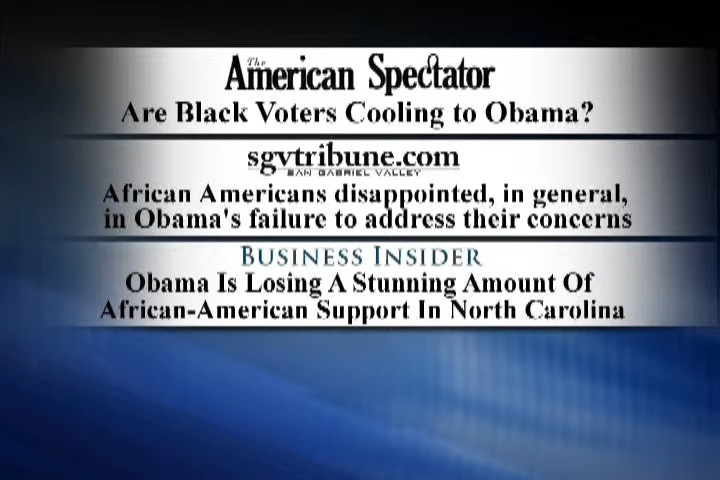 The
American Spectator
Are Black Voters Cooling to Obama?
sgvtribune.com
SAN GABRIEL VALLEY
African Americans disappointed, in general,
in Obama's failure to address their concerns
BUSINESS INSIDER
Obama Is Losing A Stunning Amount Of
African-American Support In North Carolina